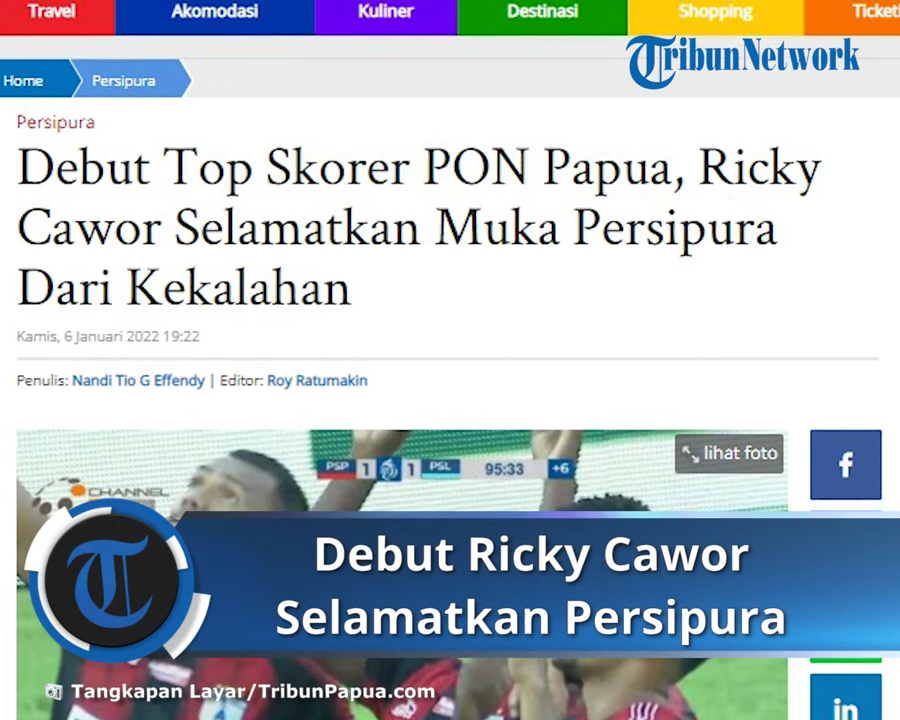 Travel
Akomodasi
Kuliner
Destinasi
Shopping
Ticket
TribunNetwork
Home
Persipura
Persipura
Debut Top Skorer PON Papua, Ricky
Cawor Selamatkan Muka Persipura
Dari Kekalahan
Kamis, 6 Januari 2022 19:22
Penulis: Nandi Tio G Effendy | Editor: Roy Ratumakin
lihat foto
PSP 1 1 PSL 95:33 +6
CHANNEL
f
T
Debut Ricky Cawor
Selamatkan Persipura
Tangkapan Layar/TribunPapua.com
in